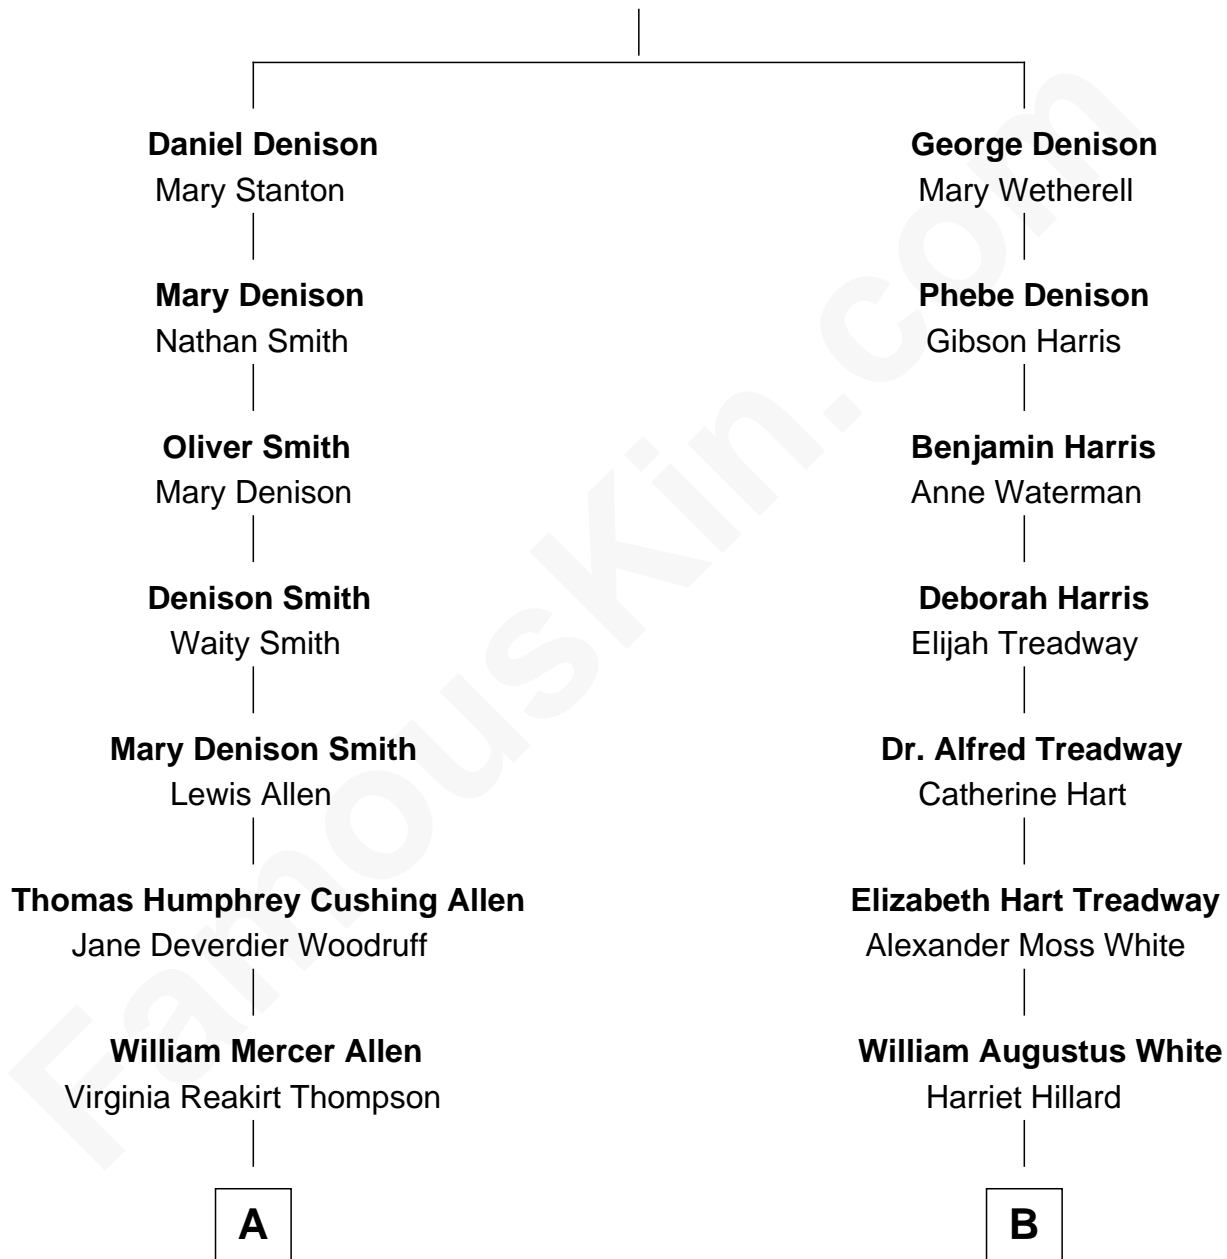 Daniel Denison
Mary Stanton
Mary Denison
Nathan Smith
Oliver Smith
Mary Denison
Denison Smith
Waity Smith
Mary Denison Smith
Lewis Allen
Thomas Humphrey Cushing Allen
Jane Deverdier Woodruff
William Mercer Allen
Virginia Reakirt Thompson
A
George Denison
Mary Wetherell
Phebe Denison
Gibson Harris
Benjamin Harris
Anne Waterman
Deborah Harris
Elijah Treadway
Dr. Alfred Treadway
Catherine Hart
Elizabeth Hart Treadway
Alexander Moss White
William Augustus White
Harriet Hillard
B
FamousKin.com